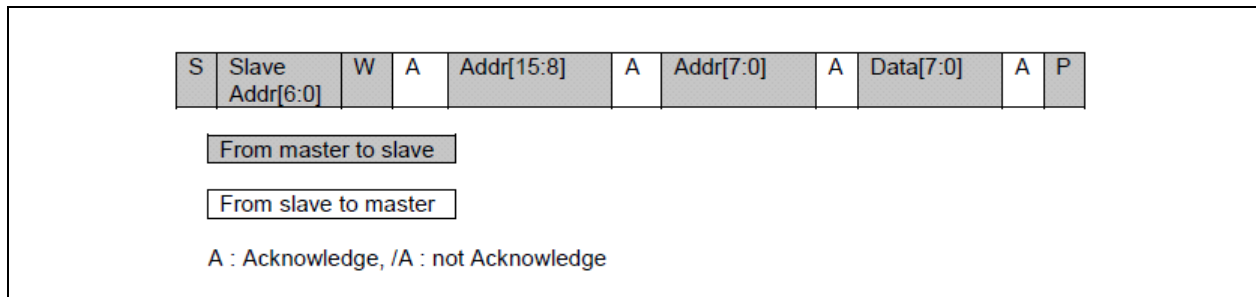 S Slave W A Addr[15:8] A Addr[7:0] A Data[7:0] A P
Addr[6:0]
From master to slave
From slave to master
A : Acknowledge, /A : not Acknowledge